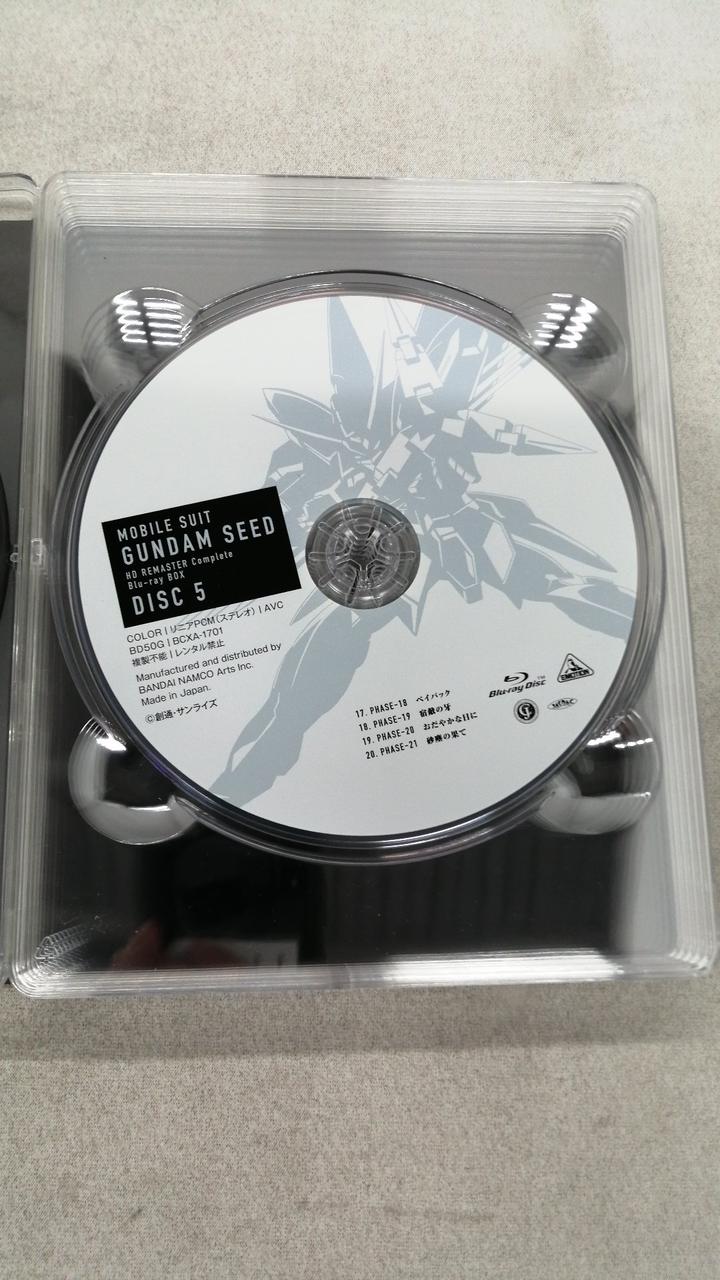 MOBILE SUIT
GUNDAM SEED
HD REMASTER Complete
Blu-ray BOX
DISC 5
COLOR | リニアPCM(ステレオ) | AVC
BD50G | BCXA-1701
複製不能 | レンタル禁止
Manufactured and distributed by
BANDAI NAMCO Arts Inc.
Made in Japan.
©創通・サンライズ
17. PHASE-18 ペイバック
18. PHASE-19 宿敵の牙
19. PHASE-20 おだやかな日に
20. PHASE-21 砂塵の果て
Blu-ray Disc TM
EMOTION